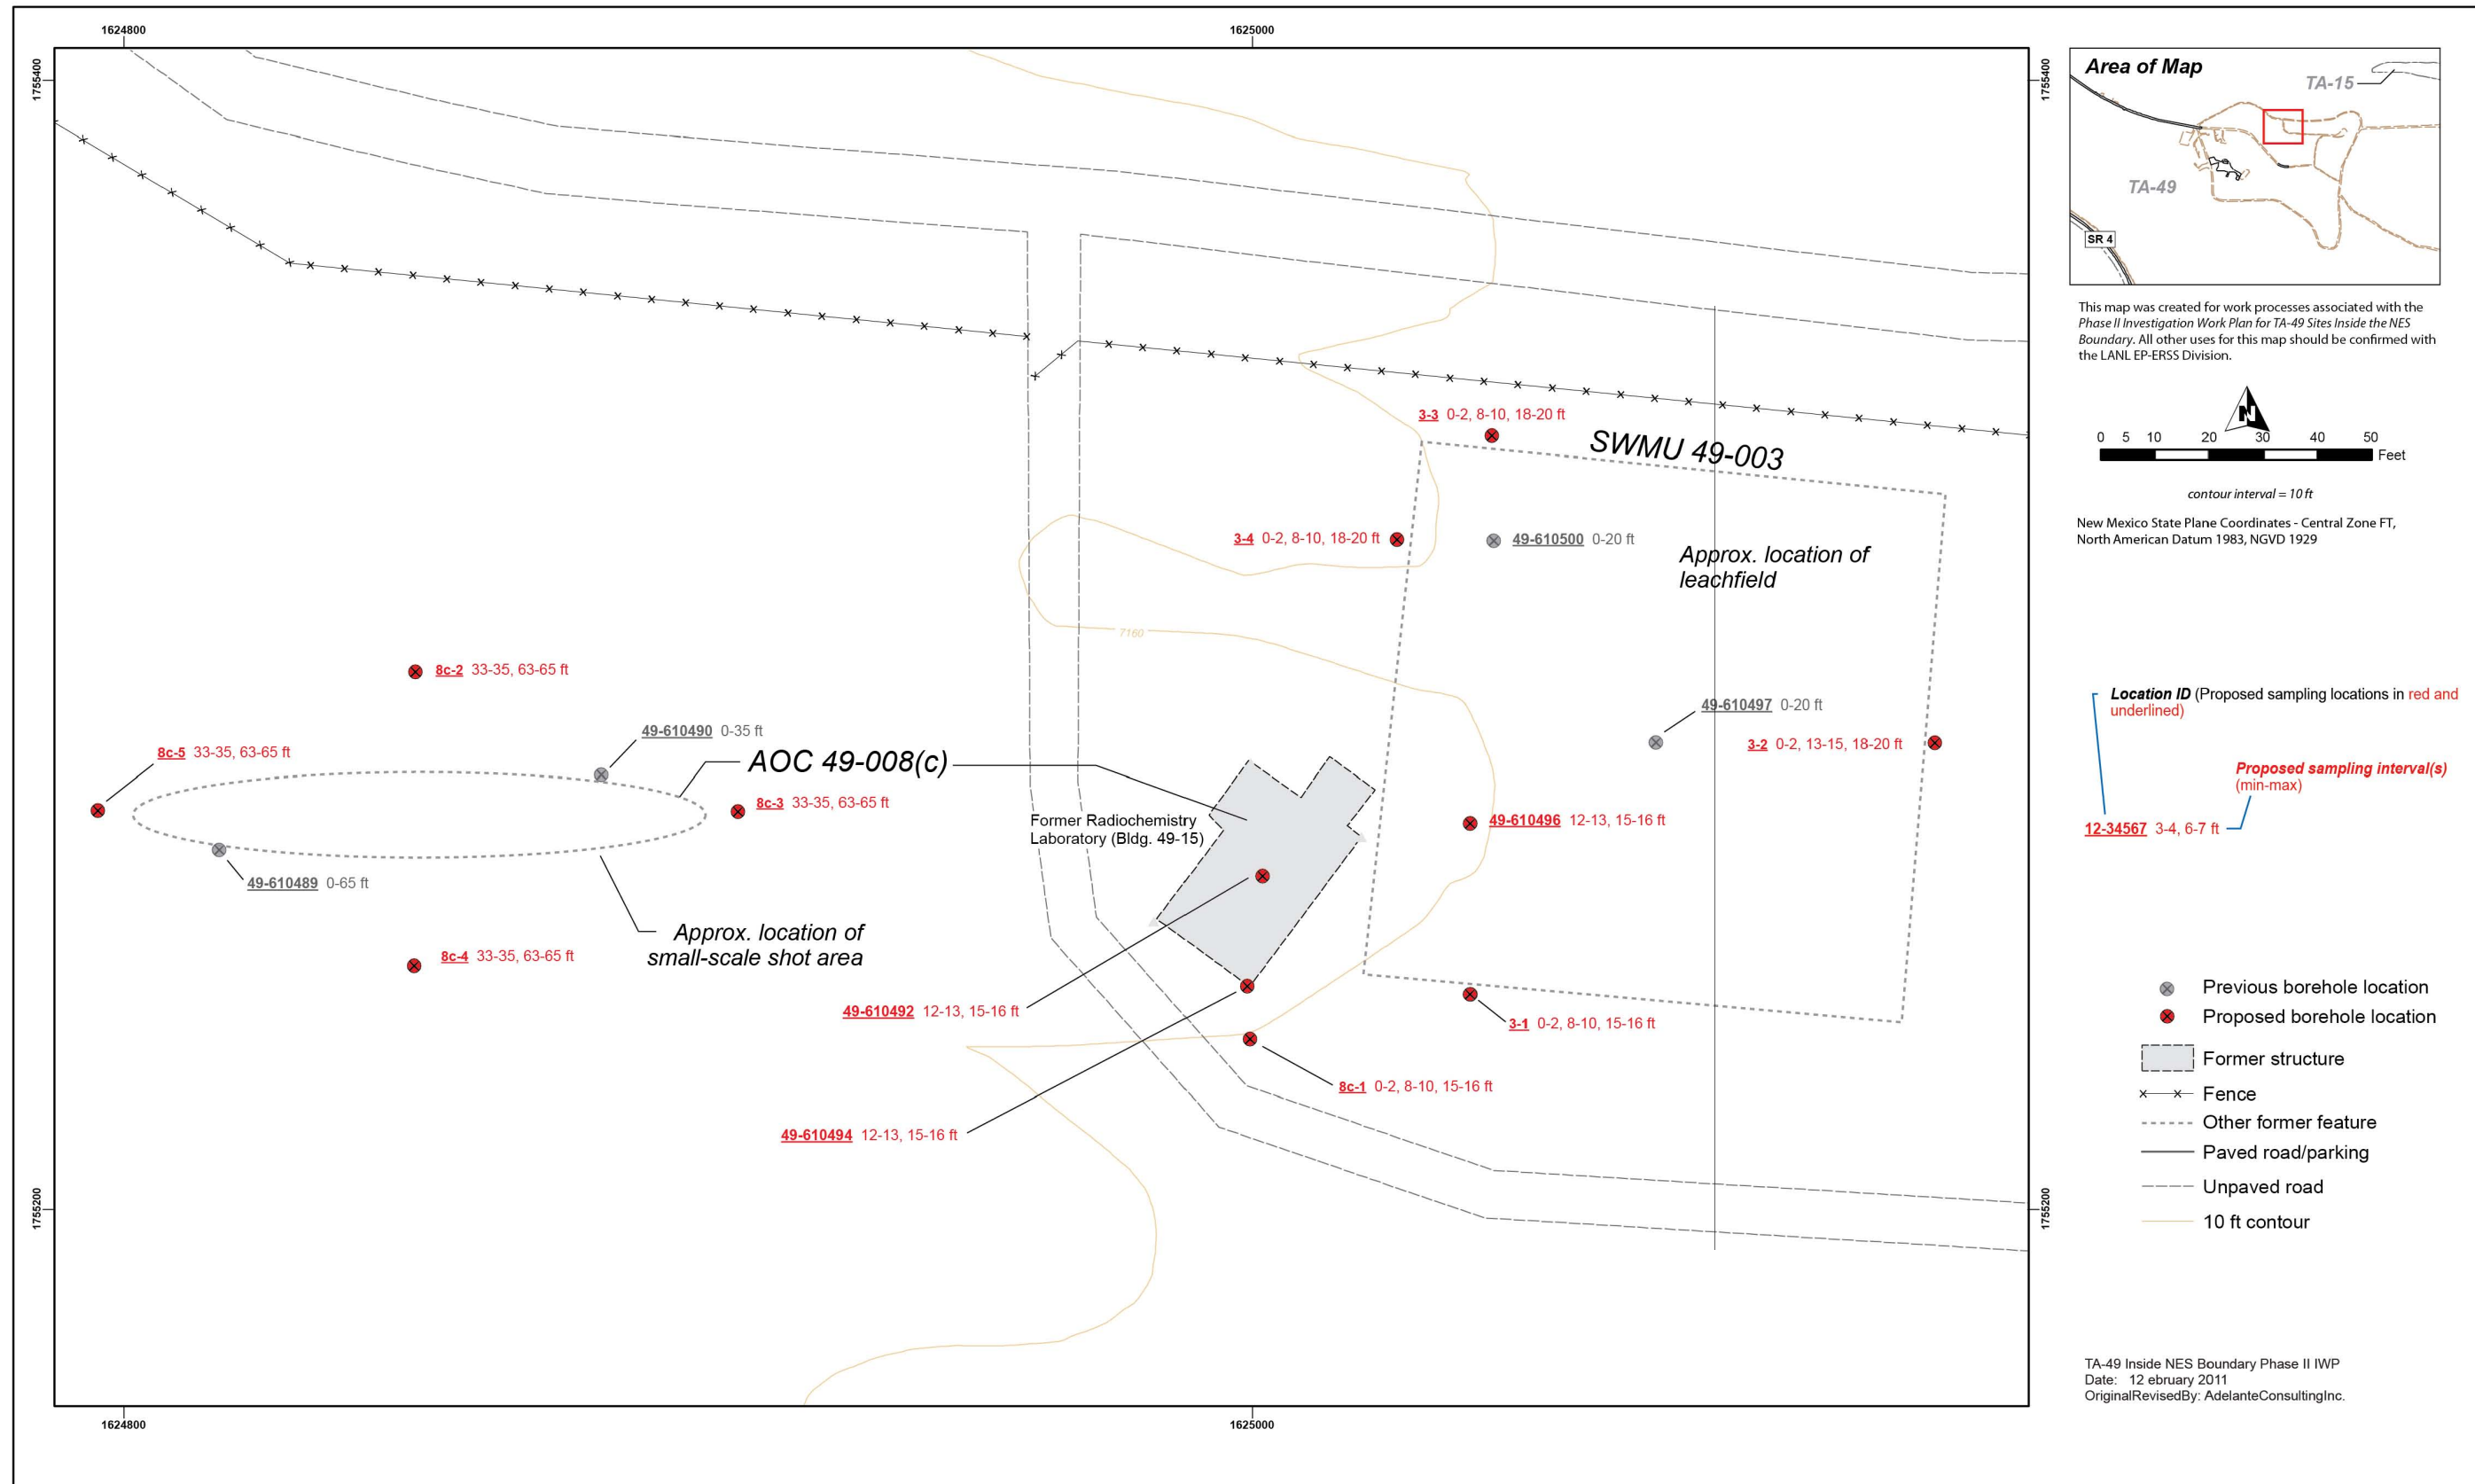 1624800
1625000
1755400
1755400
3-3 0-2, 8-10, 18-20 ft
SWMU 49-003
3-4 0-2, 8-10, 18-20 ft
49-610500 0-20 ft
Approx. location of
leachfield
7160
8c-2 33-35, 63-65 ft
49-610497 0-20 ft
49-610490 0-35 ft
8c-5 33-35, 63-65 ft
AOC 49-008(c)
3-2 0-2, 13-15, 18-20 ft
8c-3 33-35, 63-65 ft
Former Radiochemistry
Laboratory (Bldg. 49-15)
49-610496 12-13, 15-16 ft
49-610489 0-65 ft
Approx. location of
small-scale shot area
8c-4 33-35, 63-65 ft
49-610492 12-13, 15-16 ft
3-1 0-2, 8-10, 15-16 ft
8c-1 0-2, 8-10, 15-16 ft
49-610494 12-13, 15-16 ft
1755200
1755200
1624800
1625000
Area of Map
TA-15
TA-49
SR 4
This map was created for work processes associated with the
Phase II Investigation Work Plan for TA-49 Sites Inside the NES
Boundary. All other uses for this map should be confirmed with
the LANL EP-ERSS Division.
N
0 5 10 20 30 40 50
Feet
contour interval = 10 ft
New Mexico State Plane Coordinates - Central Zone FT,
North American Datum 1983, NGVD 1929
Location ID (Proposed sampling locations in red and
underlined)
Proposed sampling interval(s)
(min-max)
12-34567 3-4, 6-7 ft
Previous borehole location
Proposed borehole location
Former structure
Fence
Other former feature
Paved road/parking
Unpaved road
10 ft contour
TA-49 Inside NES Boundary Phase II IWP
Date: 12 ebruary 2011
OriginalRevisedBy: AdelanteConsultingInc.